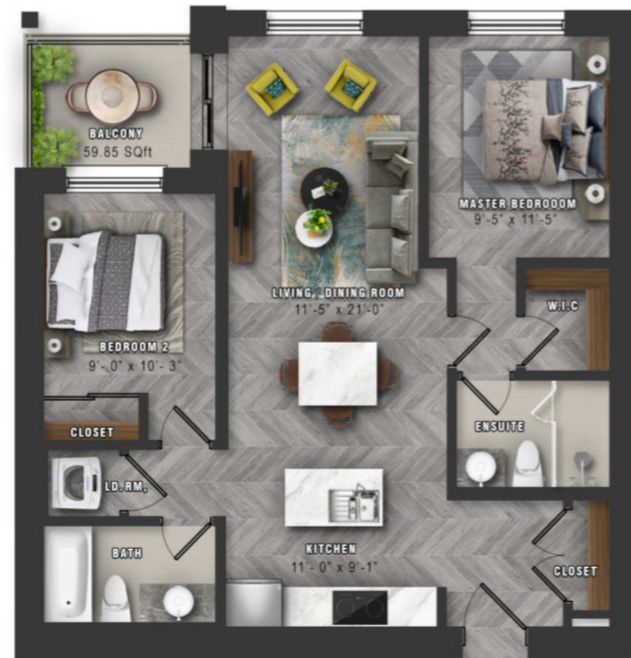 BALCONY
59.85 SQft
MASTER BEDROOOM
9'-5" x 11'-5"
LIVING / DINING ROOM
11'-5" x 21'-0"
W.I.C
BEDROOM 2
9'- 0" x 10'- 3"
CLOSET
ENSUITE
LD. RM,
BATH
KITCHEN
11'- 0" x 9'-1"
CLOSET